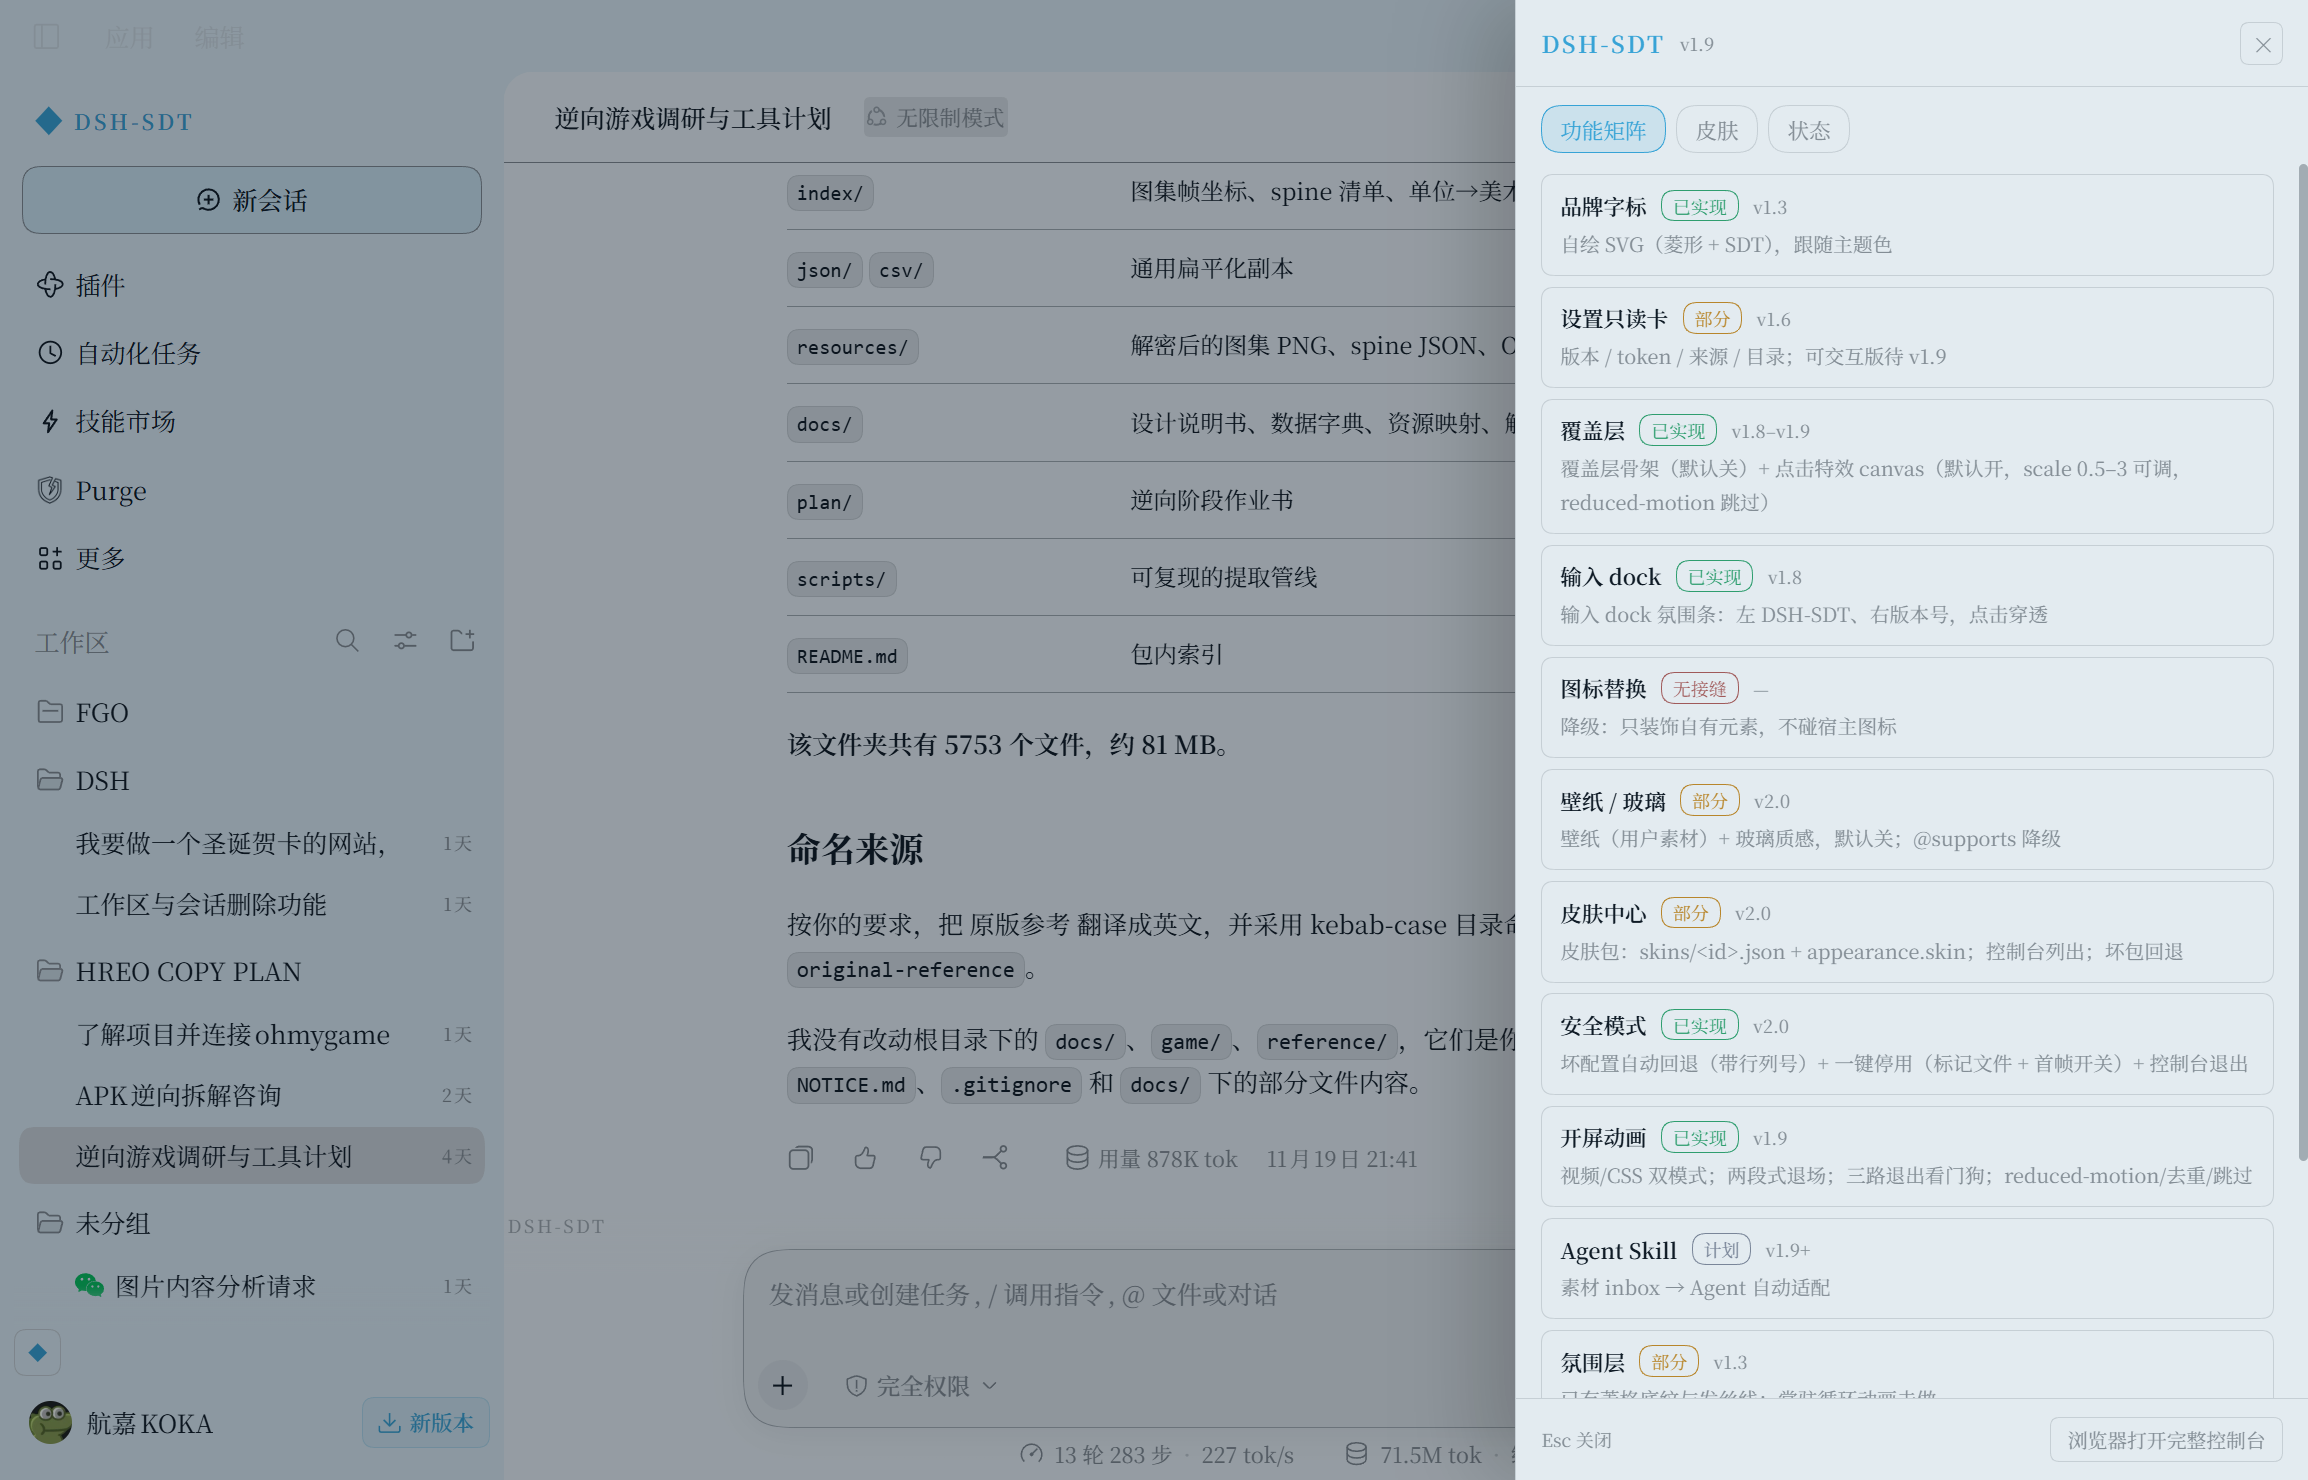 应用 编辑
DSH-SDT
新会话
插件
自动化任务
技能市场
Purge
更多
工作区
FGO
DSH
我要做一个圣诞贺卡的网站, 1天
工作区与会话删除功能 1天
HREO COPY PLAN
了解项目并连接ohmygame 1天
APK逆向拆解咨询 2天
逆向游戏调研与工具计划 4天
未分组
图片内容分析请求 1天
航嘉KOKA 新版本
逆向游戏调研与工具计划 无限制模式
index/ 图集帧坐标、spine 清单、单位→美术
json/ csv/ 通用扁平化副本
resources/ 解密后的图集 PNG、spine JSON、
docs/ 设计说明书、数据字典、资源映射、
plan/ 逆向阶段作业书
scripts/ 可复现的提取管线
README.md 包内索引
该文件夹共有 5753 个文件，约 81 MB。
命名来源
按你的要求，把 原版参考 翻译成英文，并采用 kebab-case 目录
original-reference。
我没有改动根目录下的 docs/、game/、reference/，它们是你
NOTICE.md、.gitignore 和 docs/ 下的部分文件内容。
用量 878K tok 11月19日 21:41
DSH-SDT
发消息或创建任务, / 调用指令, @ 文件或对话
完全权限
13 轮 283 步 · 227 tok/s 71.5M tok ·
DSH-SDT v1.9
功能矩阵 皮肤 状态
品牌字标 已实现 v1.3
自绘 SVG（菱形 + SDT），跟随主题色
设置只读卡 部分 v1.6
版本 / token / 来源 / 目录；可交互版待 v1.9
覆盖层 已实现 v1.8–v1.9
覆盖层骨架（默认关）+ 点击特效 canvas（默认开，scale 0.5–3 可调，
reduced-motion 跳过）
输入 dock 已实现 v1.8
输入 dock 氛围条：左 DSH-SDT、右版本号，点击穿透
图标替换 无接缝 —
降级：只装饰自有元素，不碰宿主图标
壁纸 / 玻璃 部分 v2.0
壁纸（用户素材）+ 玻璃质感，默认关；@supports 降级
皮肤中心 部分 v2.0
皮肤包：skins/<id>.json + appearance.skin；控制台列出；坏包回退
安全模式 已实现 v2.0
坏配置自动回退（带行列号）+ 一键停用（标记文件 + 首帧开关）+ 控制台退出
开屏动画 已实现 v1.9
视频/CSS 双模式；两段式退场；三路退出看门狗；reduced-motion/去重/跳过
Agent Skill 计划 v1.9+
素材 inbox → Agent 自动适配
氛围层 部分 v1.3
Esc 关闭 浏览器打开完整控制台